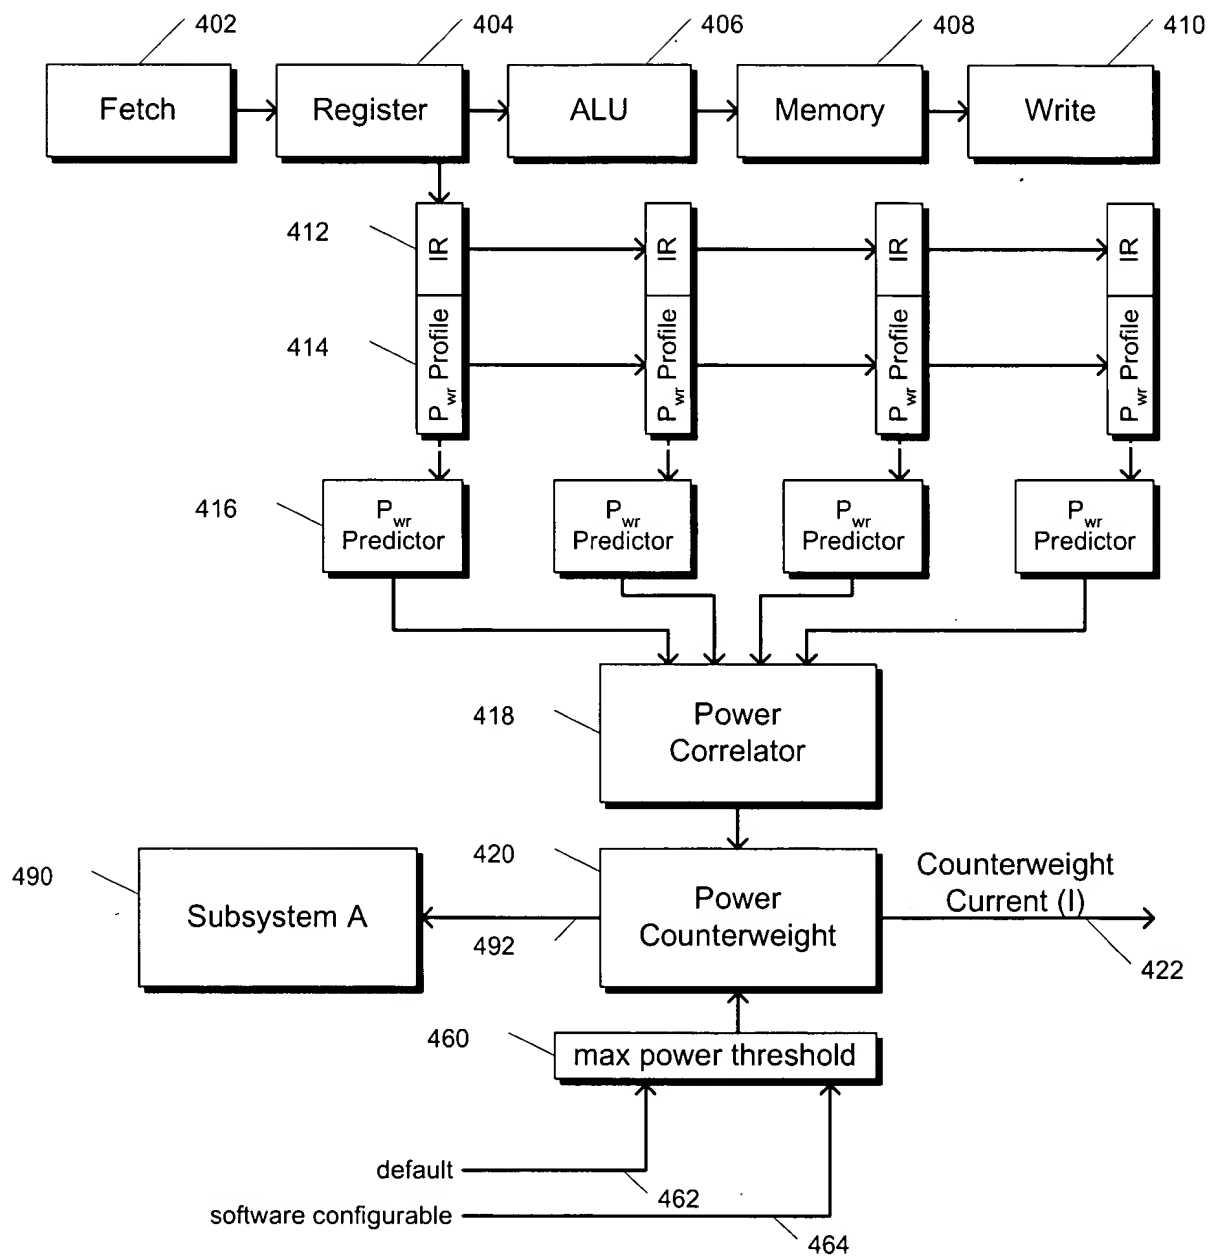 402
404
406
408
410
Fetch
Register
ALU
Memory
Write
412
IR
IR
IR
IR
414
Pwr Profile
Pwr Profile
Pwr Profile
Pwr Profile
416
Pwr
Predictor
Pwr
Predictor
Pwr
Predictor
Pwr
Predictor
418
Power
Correlator
490
Subsystem A
492
420
Power
Counterweight
Counterweight
Current (I)
422
460
max power threshold
default
462
software configurable
464